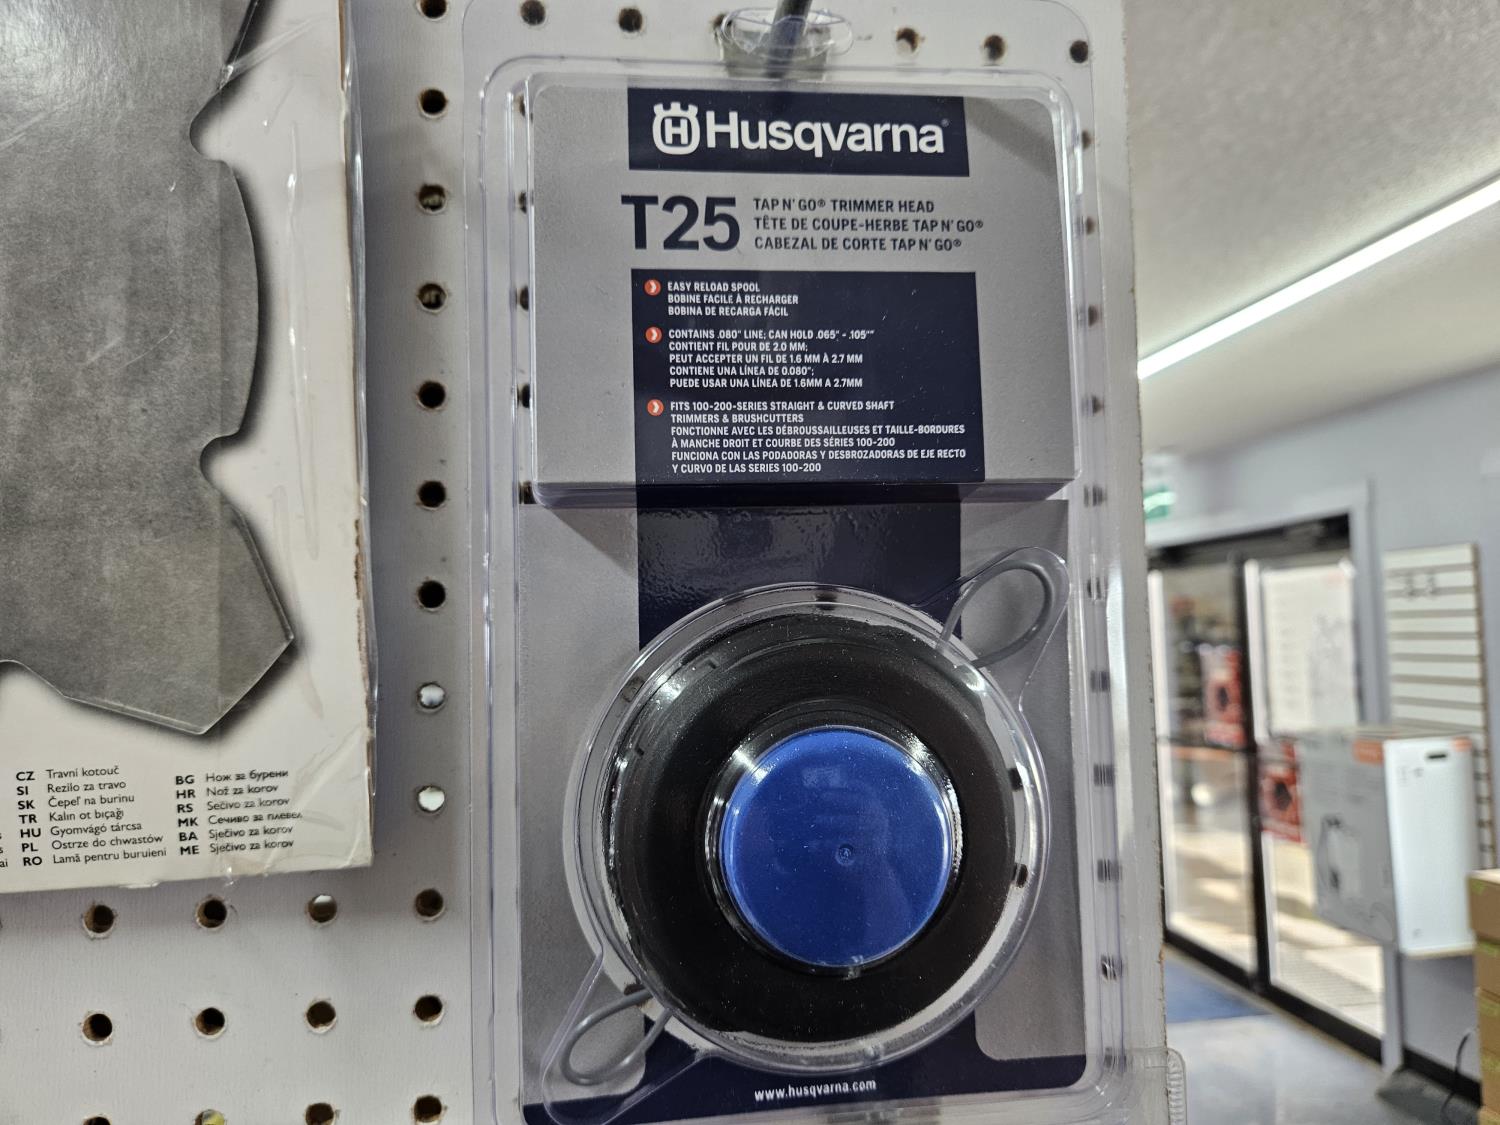 Husqvarna®
T25
TAP N' GO® TRIMMER HEAD
TÊTE DE COUPE-HERBE TAP N' GO®
CABEZAL DE CORTE TAP N' GO®
EASY RELOAD SPOOL
BOBINE FACILE À RECHARGER
BOBINA DE RECARGA FÁCIL
CONTAINS .080" LINE; CAN HOLD .065" - .105""
CONTIENT FIL POUR DE 2.0 MM;
PEUT ACCEPTER UN FIL DE 1.6 MM À 2.7 MM
CONTIENE UNA LÍNEA DE 0.080";
PUEDE USAR UNA LÍNEA DE 1.6MM A 2.7MM
FITS 100-200-SERIES STRAIGHT & CURVED SHAFT
TRIMMERS & BRUSHCUTTERS
FONCTIONNE AVEC LES DÉBROUSSAILLEUSES ET TAILLE-BORDURES
À MANCHE DROIT ET COURBE DES SÉRIES 100-200
FUNCIONA CON LAS PODADORAS Y DESBROZADORAS DE EJE RECTO
Y CURVO DE LAS SERIES 100-200
www.husqvarna.com
CZ Travní kotouč
SI Rezilo za travo
SK Čepeľ na burinu
TR Kalın ot bıçağı
HU Gyomvágó tárcsa
PL Ostrze do chwastów
RO Lamă pentru buruieni
BG Нож за бурени
HR Nož za korov
RS Sečivo za korov
MK Сечиво за плевел
BA Sječivo za korov
ME Sječivo za korov